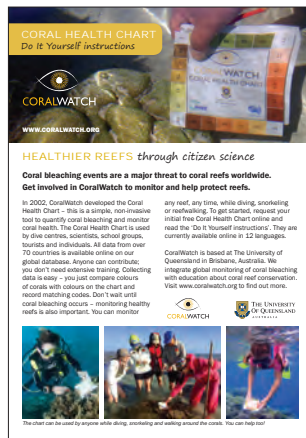 CORAL HEALTH CHART
Do It Yourself instructions
WATCH
CORAL HEALTH CHART
CORALWATCH
WWW.CORALWATCH.ORG
HEALTHIER REEFS through citizen science
Coral bleaching events are a major threat to coral reefs worldwide.
Get involved in CoralWatch to monitor and help protect reefs.
In 2002, CoralWatch developed the Coral
Health Chart – this is a simple, non-invasive
tool to quantify coral bleaching and monitor
coral health. The Coral Health Chart is used
by dive centres, scientists, school groups,
tourists and individuals. All data from over
70 countries is available online on our
global database. Anyone can contribute;
you don't need extensive training. Collecting
data is easy – you just compare colours
of corals with colours on the chart and
record matching codes. Don't wait until
coral bleaching occurs – monitoring healthy
reefs is also important. You can monitor
any reef, any time, while diving, snorkeling
or reefwalking. To get started, request your
initial free Coral Health Chart online and
read the 'Do It Yourself instructions'. They are
currently available online in 12 languages.
CoralWatch is based at The University of
Queensland in Brisbane, Australia. We
integrate global monitoring of coral bleaching
with education about coral reef conservation.
Visit www.coralwatch.org to find out more.
CORALWATCH
THE UNIVERSITY
OF QUEENSLAND
AUSTRALIA
The chart can be used by anyone while diving, snorkeling and walking around the corals. You can help too!